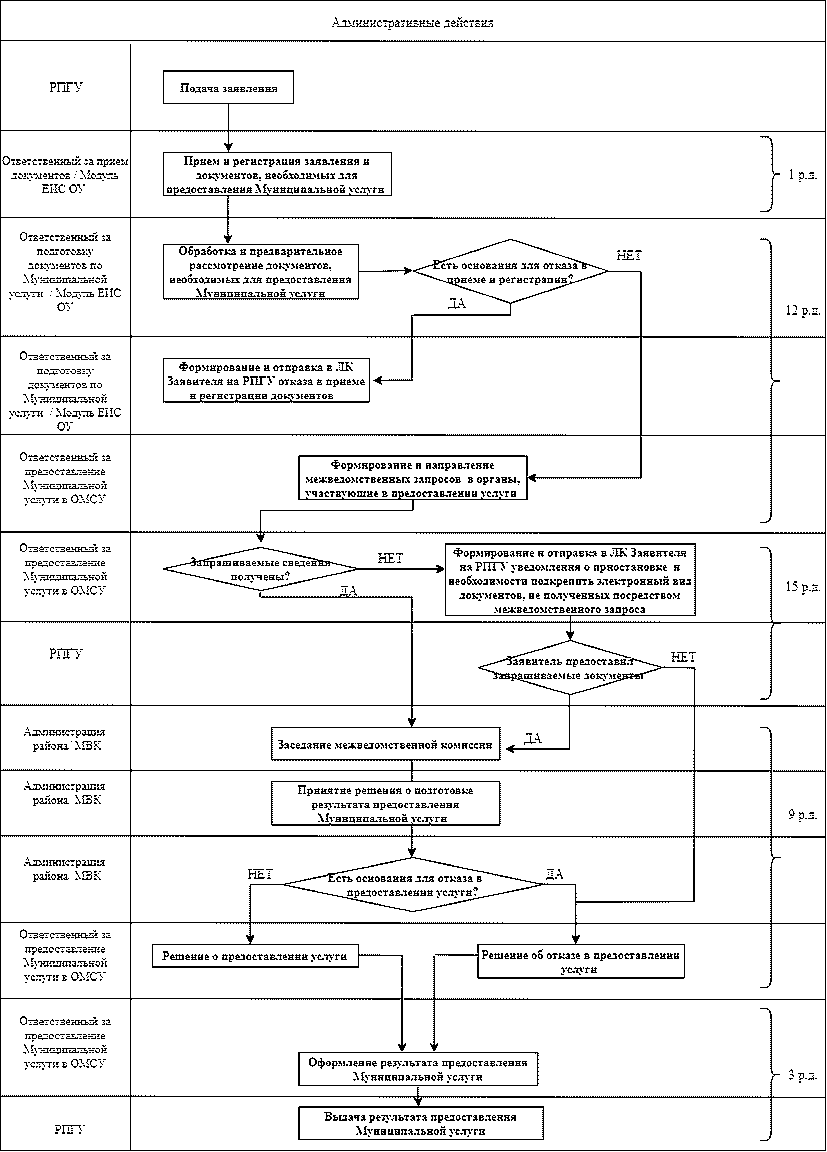 Административные действия
РПГУ
Подача заявления
Ответственный за прием
документов / Модуль
ЕИС ОУ
Прием и регистрация заявления и
документов, необходимых для
предоставления Муниципальной услуги
1 р.д.
Ответственный за
подготовку
документов по
Муниципальной
услуги / Модуль ЕИС
ОУ
Обработка и предварительное
рассмотрение документов,
необходимых для предоставления
Муниципальной услуги
Есть основания для отказа в
приеме и регистрации?
НЕТ
ДА
12 р.д.
Ответственный за
подготовку
документов по
Муниципальной
услуги / Модуль ЕИС
ОУ
Формирование и отправка в ЛК
Заявителя на РПГУ отказа в приеме
и регистрации документов
Ответственный за
предоставление
Муниципальной
услуги в ОМСУ
Формирование и направление
межведомственных запросов в органы,
участвующие в предоставлении услуги
Ответственный за
предоставление
Муниципальной
услуги в ОМСУ
Запрашиваемые сведения
получены?
НЕТ
ДА
Формирование и отправка в ЛК Заявителя
на РПГУ уведомления о приостановке и
необходимости подкрепить электронный вид
документов, не полученных посредством
межведомственного запроса
15 р.д.
РПГУ
Заявитель предоставил
запрашиваемые документы
НЕТ
ДА
Администрация
района/ МВК
Заседание межведомственной комиссии
Администрация
района/ МВК
Принятие решения о подготовке
результата предоставления
Муниципальной услуги
9 р.д.
Администрация
района/ МВК
НЕТ
Есть основания для отказа в
предоставлении услуги?
ДА
Ответственный за
предоставление
Муниципальной
услуги в ОМСУ
Решение о предоставлении услуги
Решение об отказе в предоставлении
услуги
Ответственный за
предоставление
Муниципальной
услуги в ОМСУ
Оформление результата предоставления
Муниципальной услуги
3 р.д.
РПГУ
Выдача результата предоставления
Муниципальной услуги